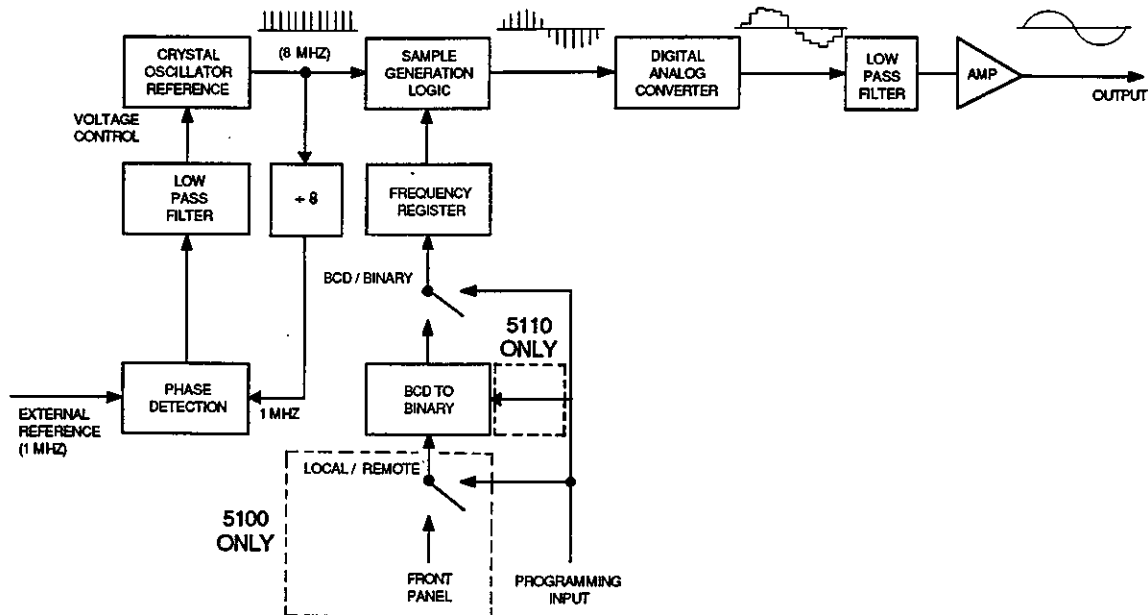 CRYSTAL
OSCILLATOR
REFERENCE
(8 MHZ)
SAMPLE
GENERATION
LOGIC
DIGITAL
ANALOG
CONVERTER
LOW
PASS
FILTER
AMP
OUTPUT
VOLTAGE
CONTROL
LOW
PASS
FILTER
÷ 8
FREQUENCY
REGISTER
BCD / BINARY
5110
ONLY
PHASE
DETECTION
1 MHZ
BCD TO
BINARY
EXTERNAL
REFERENCE
(1 MHZ)
LOCAL / REMOTE
5100
ONLY
FRONT
PANEL
PROGRAMMING
INPUT